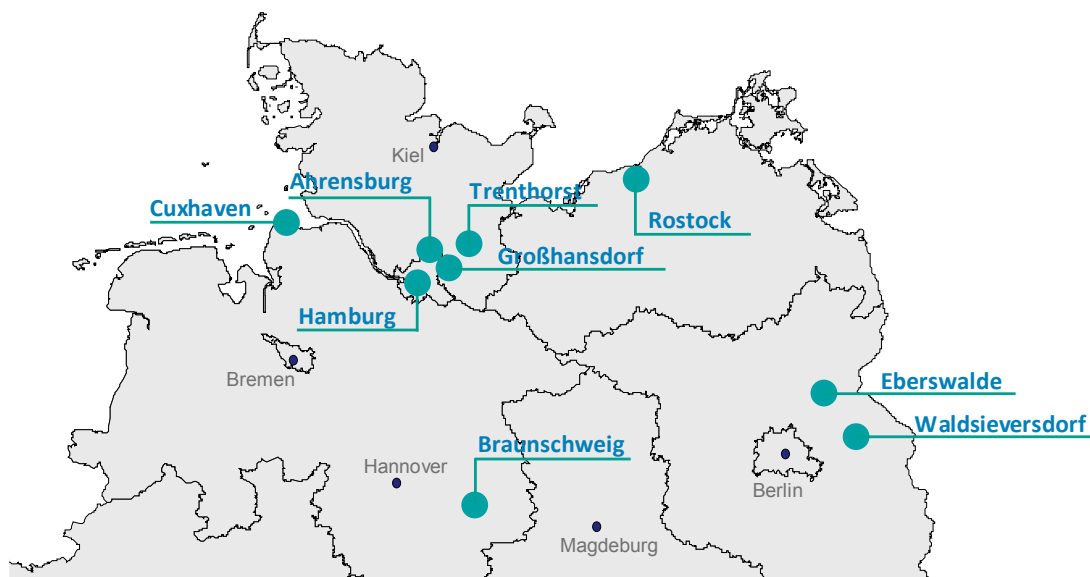 Kiel
Ahrensburg
Trenthorst
Cuxhaven
Rostock
Großhansdorf
Hamburg
Bremen
Eberswalde
Waldsieversdorf
Braunschweig
Hannover
Berlin
Magdeburg